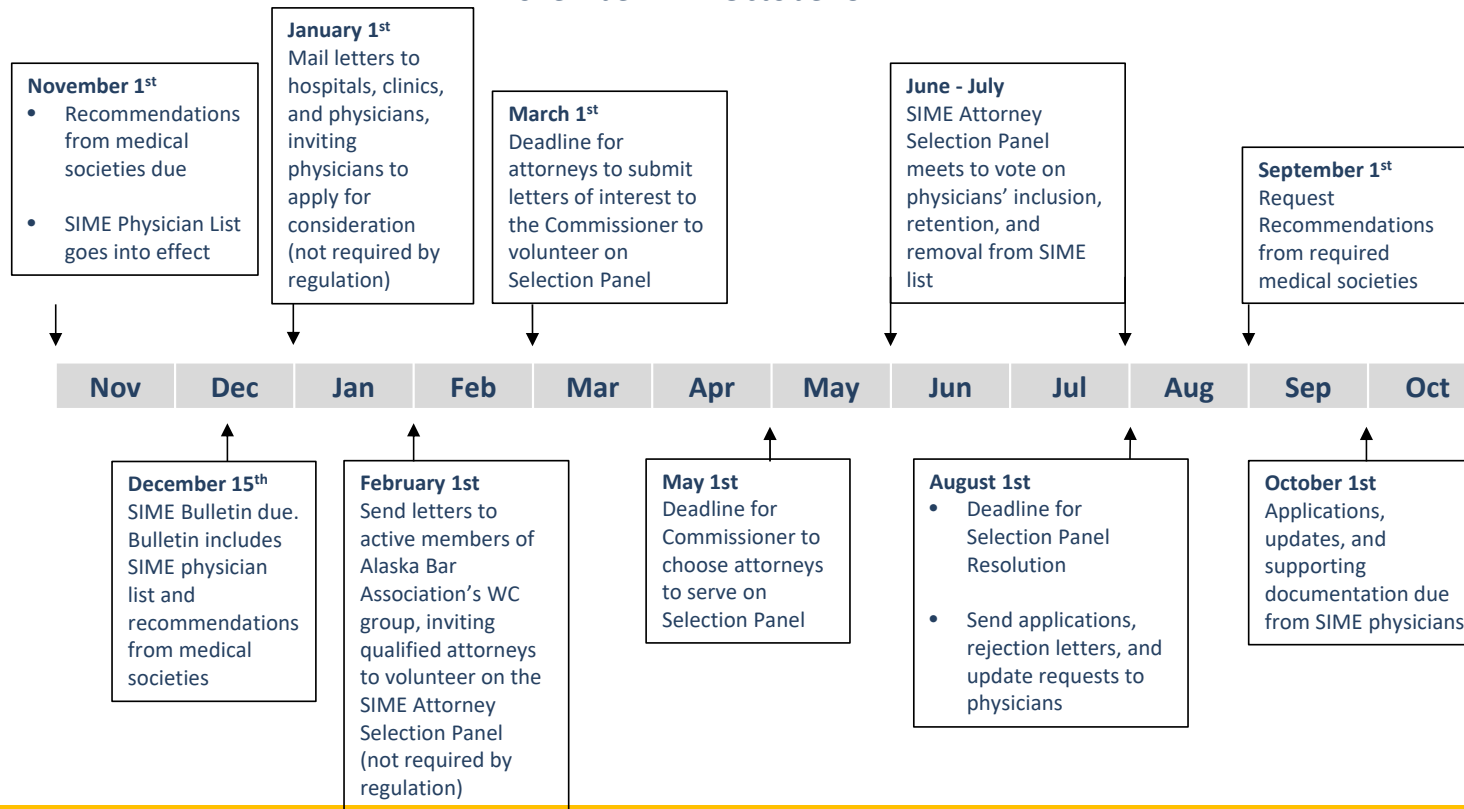 November 1st
• Recommendations
from medical
societies due
• SIME Physician List
goes into effect
January 1st
Mail letters to
hospitals, clinics,
and physicians,
inviting
physicians to
apply for
consideration
(not required by
regulation)
March 1st
Deadline for
attorneys to submit
letters of interest to
the Commissioner to
volunteer on
Selection Panel
June - July
SIME Attorney
Selection Panel
meets to vote on
physicians’ inclusion,
retention, and
removal from SIME
list
September 1st
Request
Recommendations
from required
medical societies
Nov Dec Jan Feb Mar Apr May Jun Jul Aug Sep Oct
December 15th
SIME Bulletin due.
Bulletin includes
SIME physician
list and
recommendations
from medical
societies
February 1st
Send letters to
active members of
Alaska Bar
Association’s WC
group, inviting
qualified attorneys
to volunteer on the
SIME Attorney
Selection Panel
(not required by
regulation)
May 1st
Deadline for
Commissioner to
choose attorneys
to serve on
Selection Panel
August 1st
• Deadline for
Selection Panel
Resolution
• Send applications,
rejection letters, and
update requests to
physicians
October 1st
Applications,
updates, and
supporting
documentation due
from SIME physicians